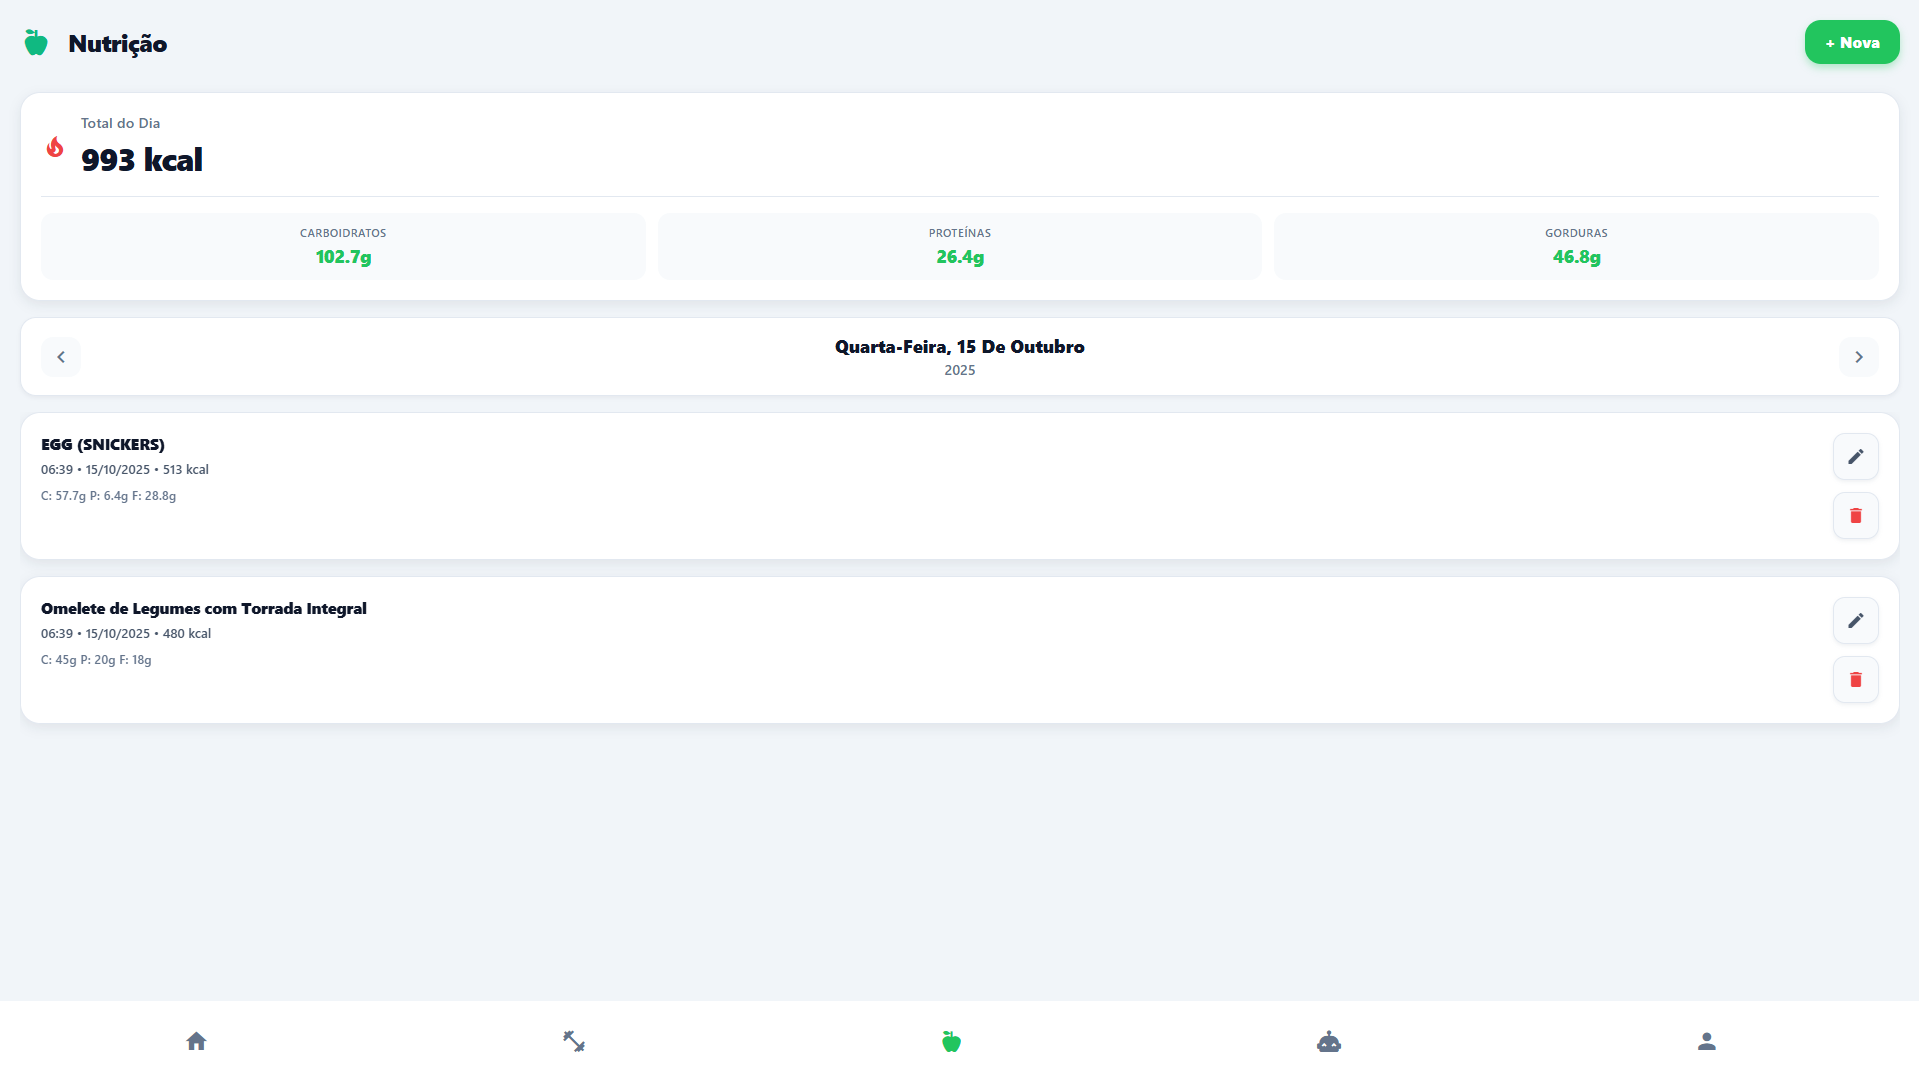 Nutrição
+ Nova
Total do Dia
993 kcal
CARBOIDRATOS
102.7g
PROTEÍNAS
26.4g
GORDURAS
46.8g
Quarta-Feira, 15 De Outubro
2025
EGG (SNICKERS)
06:39 • 15/10/2025 • 513 kcal
C: 57.7g P: 6.4g F: 28.8g
Omelete de Legumes com Torrada Integral
06:39 • 15/10/2025 • 480 kcal
C: 45g P: 20g F: 18g